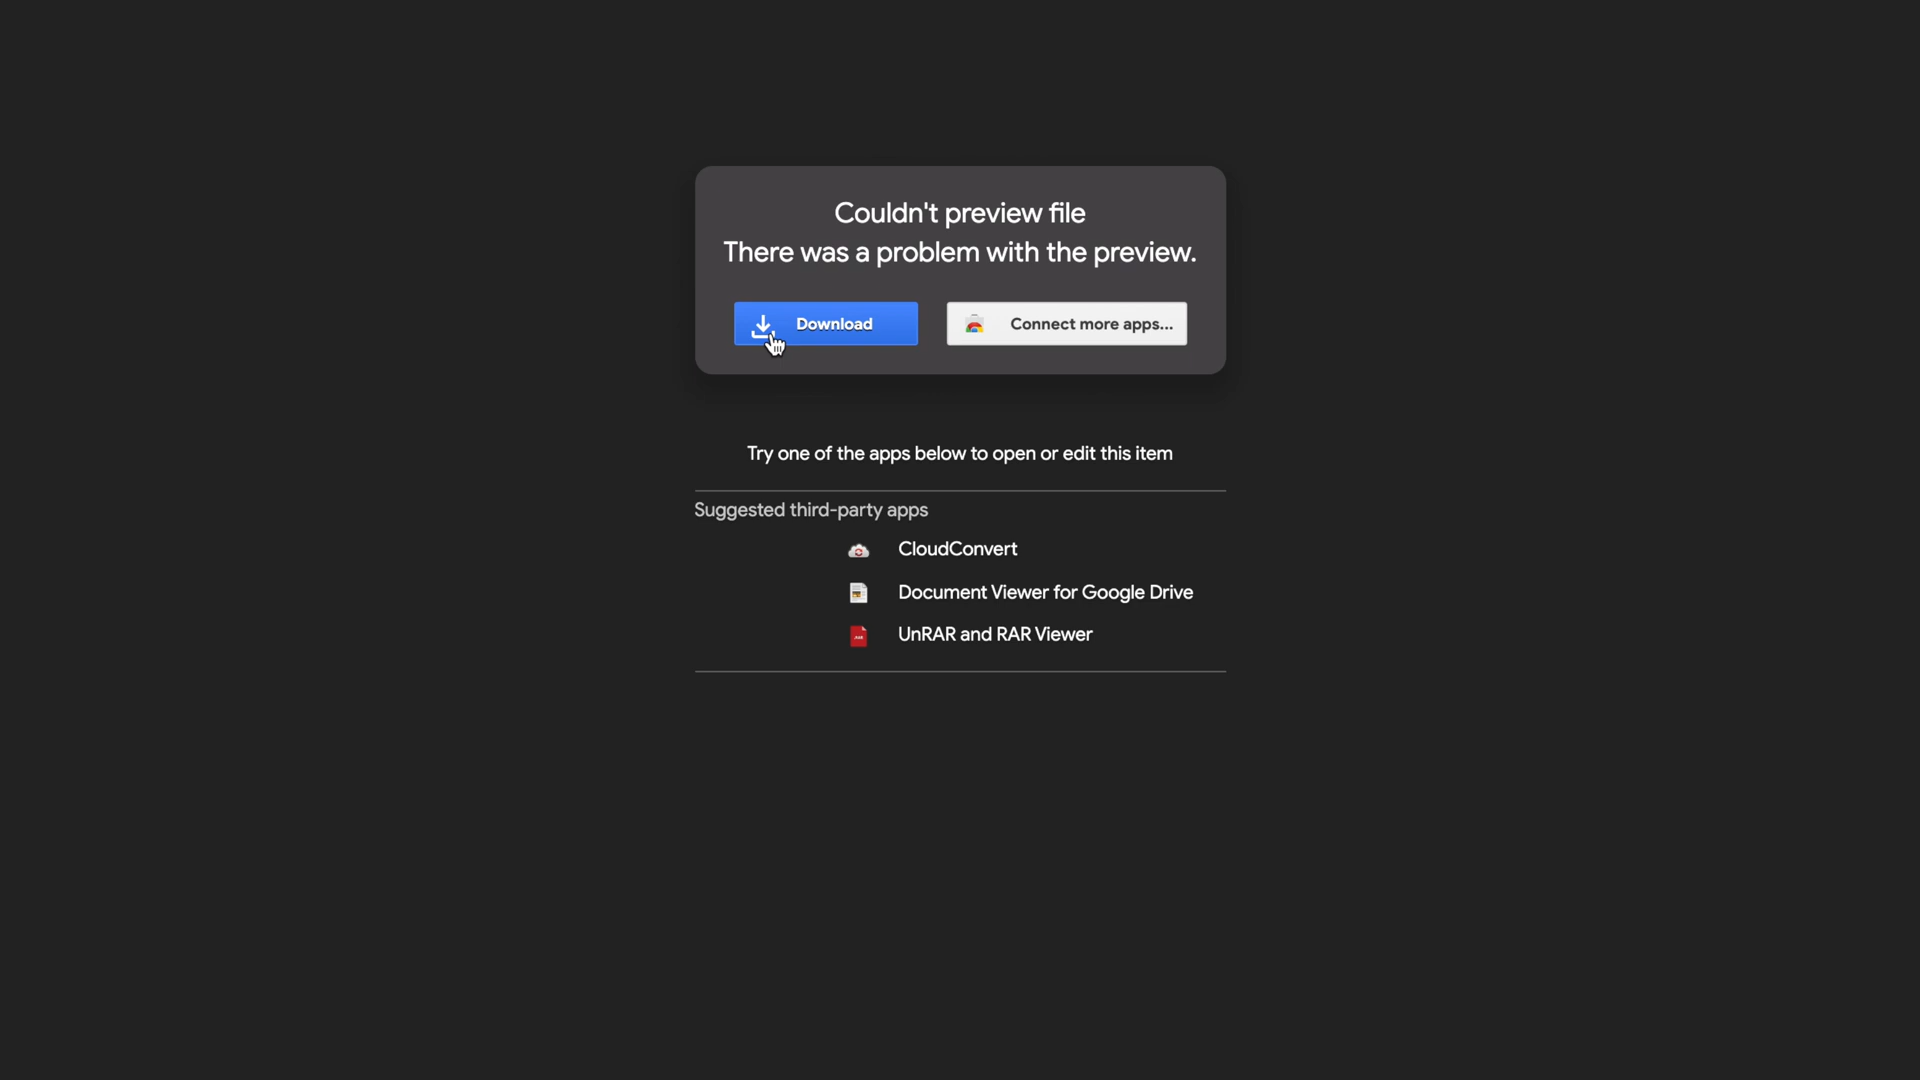 Couldn't preview file
There was a problem with the preview.
Download
Connect more apps...
Try one of the apps below to open or edit this item
Suggested third-party apps
CloudConvert
Document Viewer for Google Drive
UnRAR and RAR Viewer